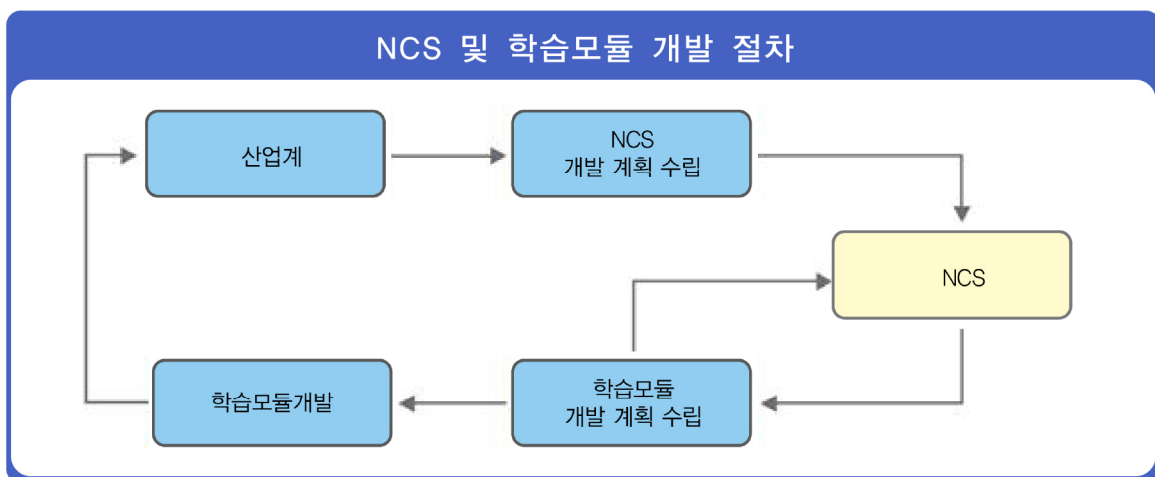 NCS 및 학습모듈 개발 절차
산업계
NCS
개발 계획 수립
NCS
학습모듈개발
학습모듈
개발 계획 수립